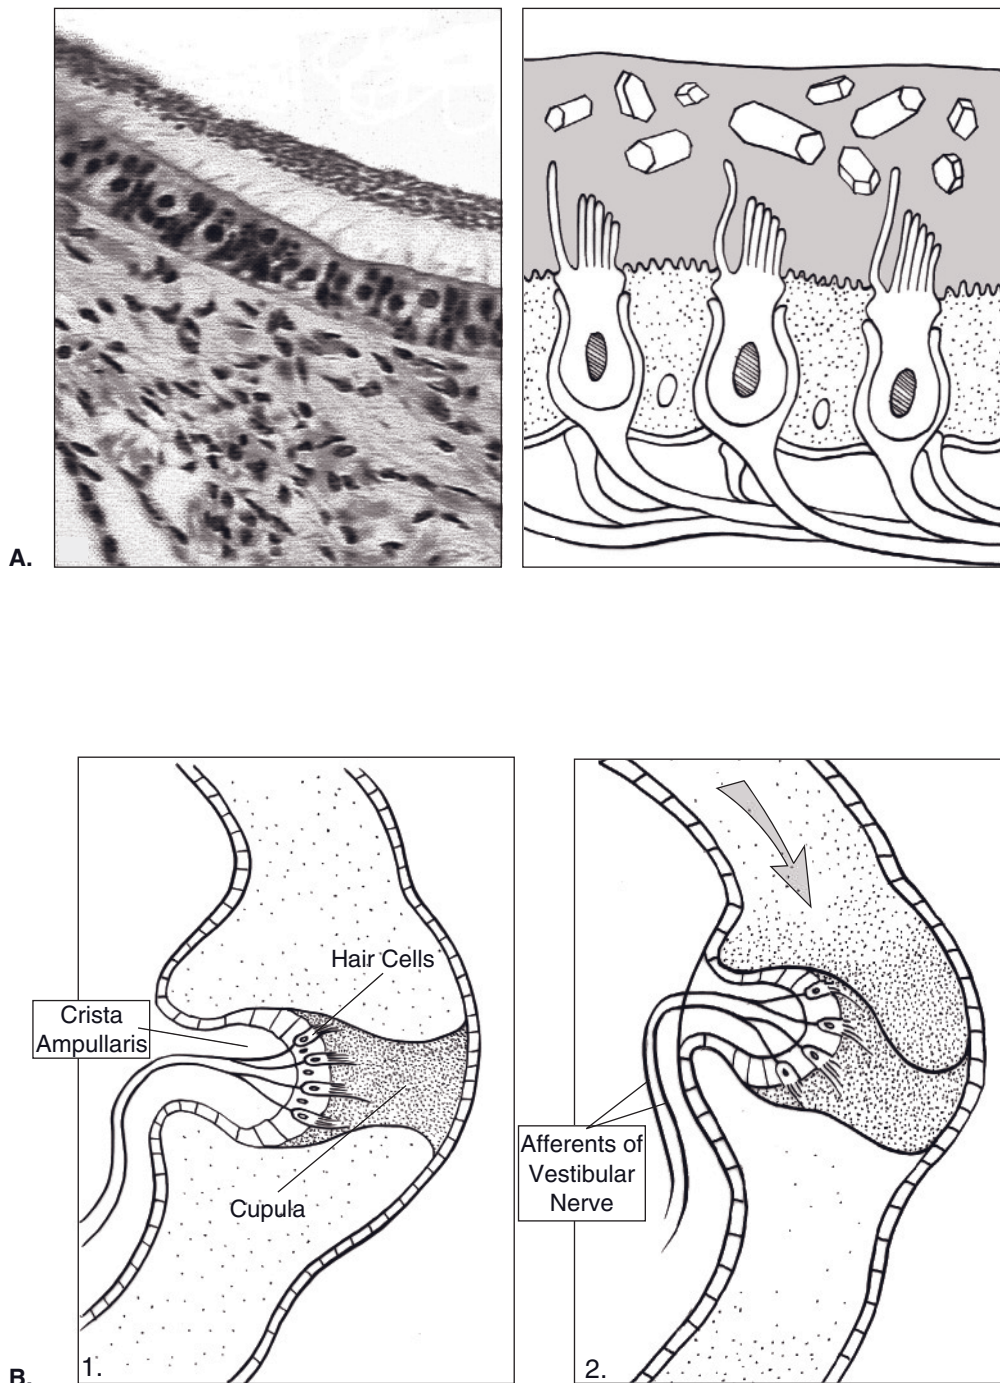 A.
Hair Cells
Crista
Ampullaris
Cupula
Afferents of
Vestibular
Nerve
B.
1.
2.